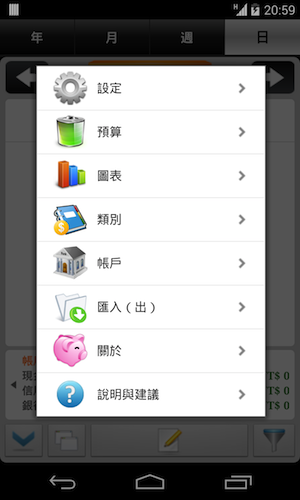 H 20:59
年 月 週 日
設定
預算
圖表
類別
帳戶
匯入（出）
關於
說明與建議
帳
現 T$ 0
信 T$ 0
銀 T$ 0